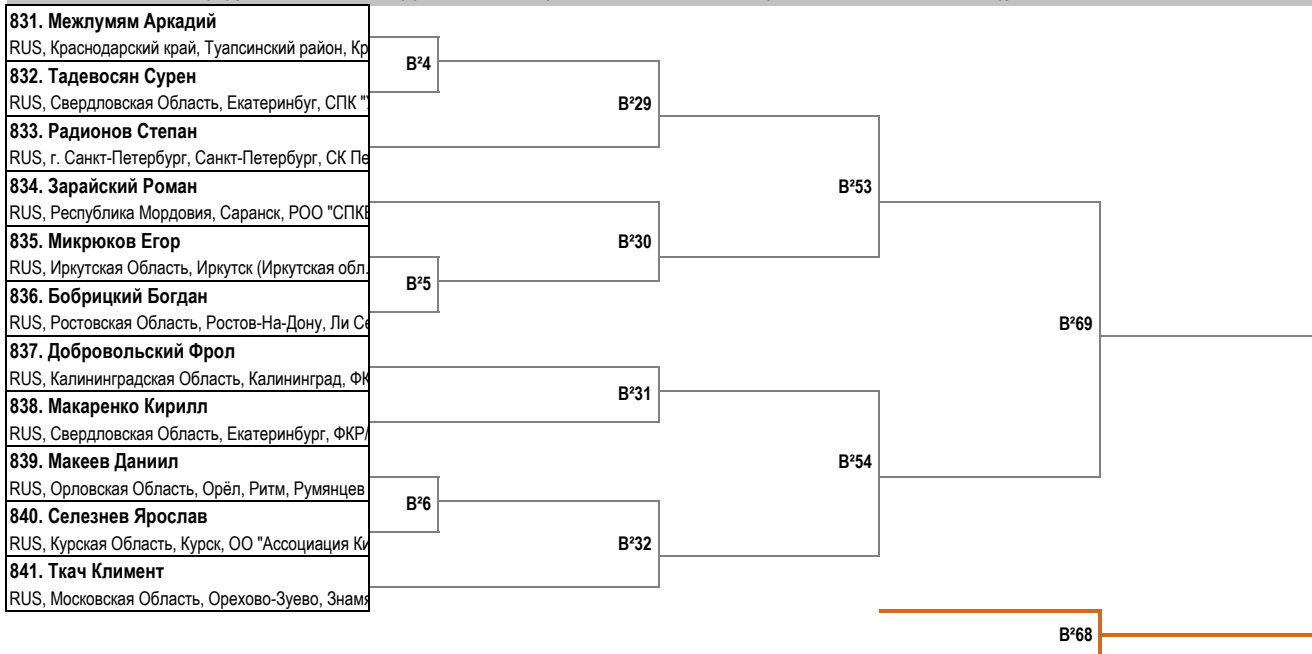 831. Межлумям Аркадий
RUS, Краснодарский край, Туапсинский район, Кр
B²4
832. Тадевосян Сурен
RUS, Свердловская Область, Екатеринбуг, СПК "
B²29
833. Радионов Степан
RUS, г. Санкт-Петербург, Санкт-Петербург, СК Пе
834. Зарайский Роман
B²53
RUS, Республика Мордовия, Саранск, РОО "СПКЕ
835. Микрюков Егор
B²30
RUS, Иркутская Область, Иркутск (Иркутская обл.
B²5
836. Бобрицкий Богдан
RUS, Ростовская Область, Ростов-На-Дону, Ли Се
B²69
837. Добровольский Фрол
RUS, Калининградская Область, Калининград, ФК
B²31
838. Макаренко Кирилл
RUS, Свердловская Область, Екатеринбург, ФКР/
839. Макеев Даниил
B²54
RUS, Орловская Область, Орёл, Ритм, Румянцев
B²6
840. Селезнев Ярослав
RUS, Курская Область, Курск, ОО "Ассоциация Ки
B²32
841. Ткач Климент
RUS, Московская Область, Орехово-Зуево, Знамя
B²68